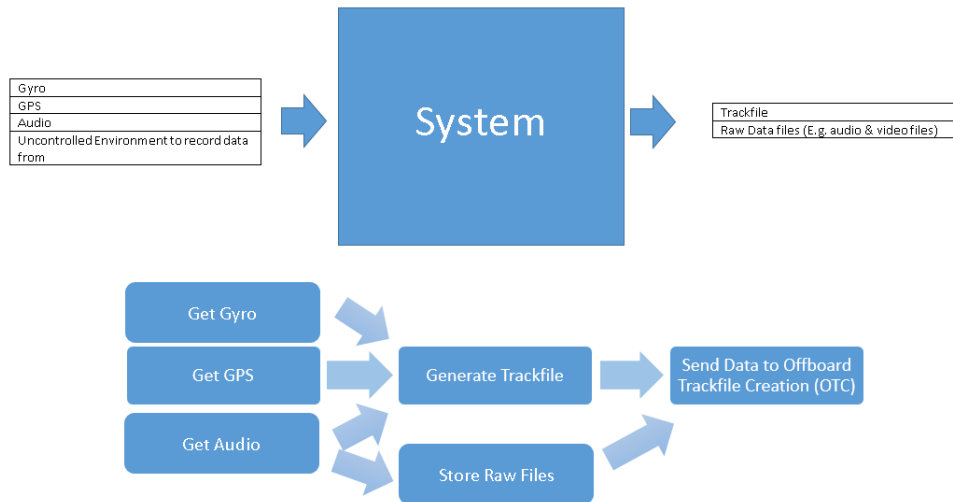 Gyro
GPS
Audio
Uncontrolled Environment to record data
from
System
Trackfile
Raw Data files (E.g. audio & video files)
Get Gyro
Get GPS
Get Audio
Generate Trackfile
Store Raw Files
Send Data to Offboard
Trackfile Creation (OTC)